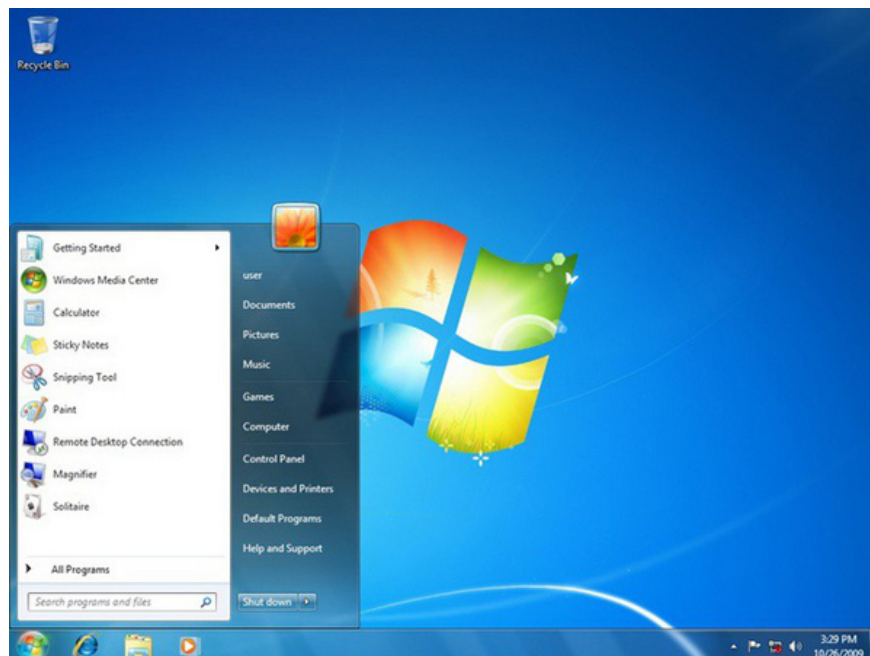 Recycle Bin
Getting Started
Windows Media Center
Calculator
Sticky Notes
Snipping Tool
Paint
Remote Desktop Connection
Magnifier
Solitaire
All Programs
Search programs and files
user
Documents
Pictures
Music
Games
Computer
Control Panel
Devices and Printers
Default Programs
Help and Support
Shut down
3:29 PM
10/26/2009